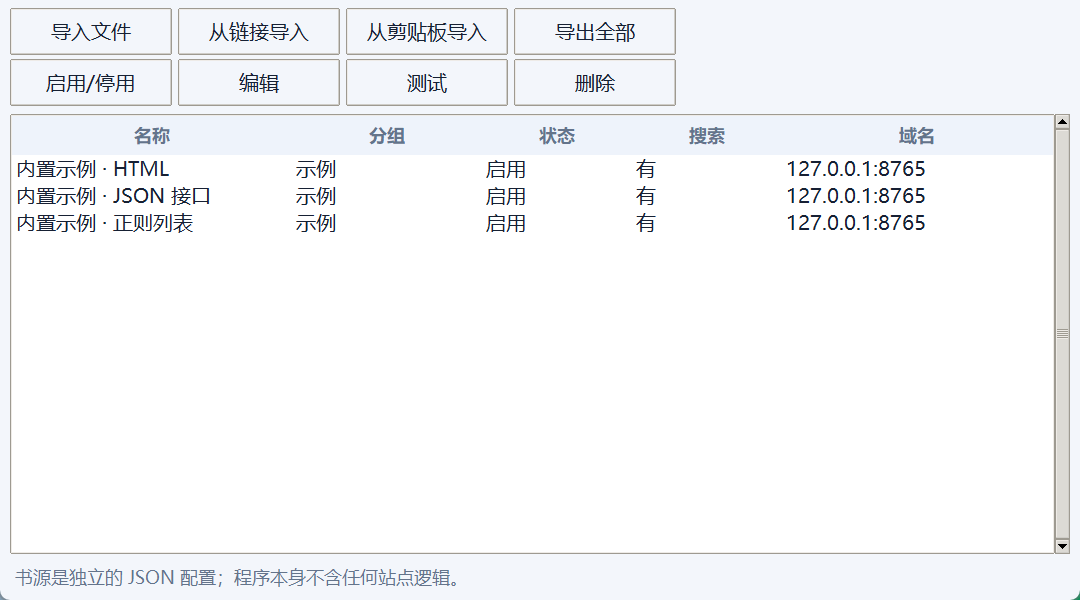 导入文件 从链接导入 从剪贴板导入 导出全部
启用/停用 编辑 测试 删除
名称 分组 状态 搜索 域名
内置示例 · HTML 示例 启用 有 127.0.0.1:8765
内置示例 · JSON 接口 示例 启用 有 127.0.0.1:8765
内置示例 · 正则列表 示例 启用 有 127.0.0.1:8765
书源是独立的 JSON 配置；程序本身不含任何站点逻辑。